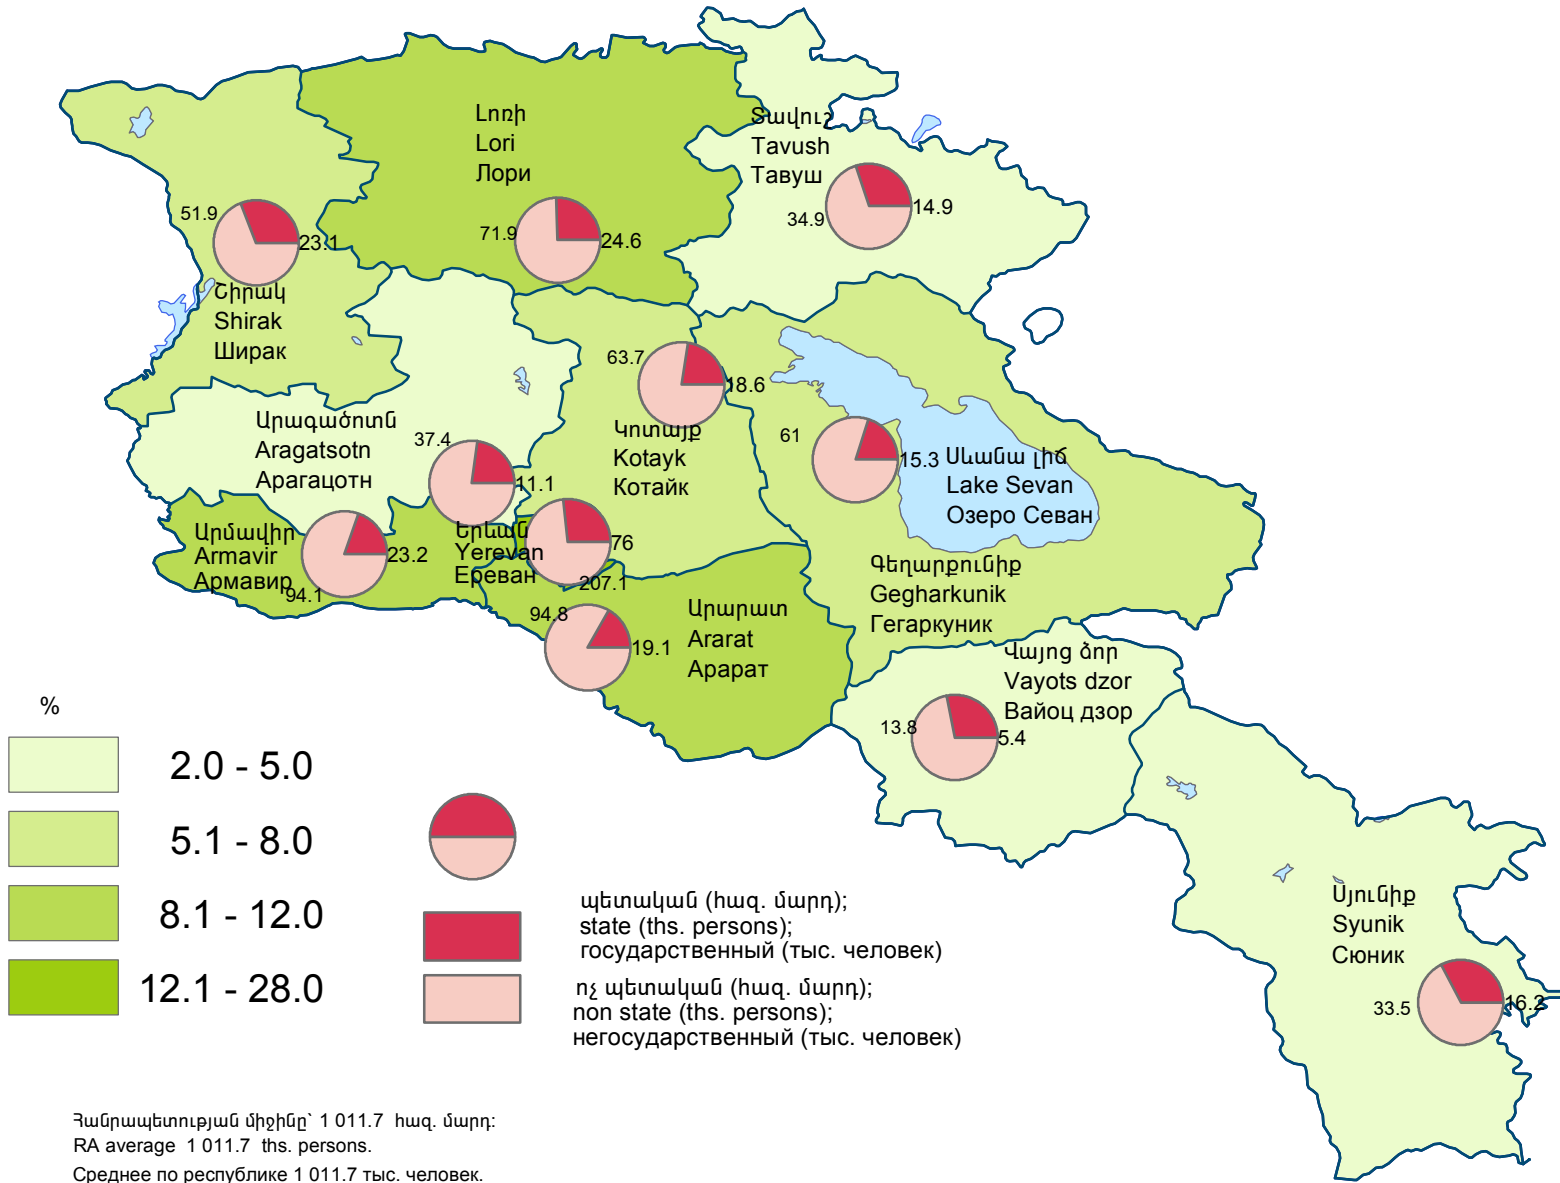 Լոռի
Lori
Лори
71.9
24.6
Տավուշ
Tavush
Тавуш
34.9
14.9
51.9
23.1
Շիրակ
Shirak
Ширак
63.7
18.6
Կոտայք
Kotayk
Котайк
Արագածոտն
Aragatsotn
Арагацотн
37.4
11.1
61
15.3
Սևանա լիճ
Lake Sevan
Озеро Севан
Գեղարքունիք
Gegharkunik
Гегаркуник
Արմավիր
Armavir
Армавир
94.1
23.2
Երևան
Yerevan
Ереван
76
207.1
94.8
19.1
Արարատ
Ararat
Арарат
Վայոց ձոր
Vayots dzor
Вайоц дзор
13.8
5.4
Սյունիք
Syunik
Сюник
33.5
16.2
%
2.0 - 5.0
5.1 - 8.0
8.1 - 12.0
12.1 - 28.0
պետական (հազ. մարդ);
state (ths. persons);
государственный (тыс. человек)
ոչ պետական (հազ. մարդ);
non state (ths. persons);
негосударственный (тыс. человек)
Հանրապետության միջինը՝ 1 011.7 հազ. մարդ:
RA average 1 011.7 ths. persons.
Среднее по республике 1 011.7 тыс. человек.